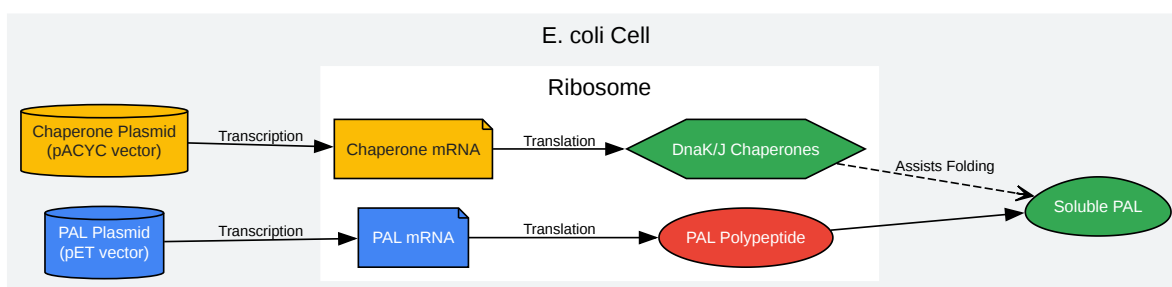 E. coli Cell
Ribosome
Chaperone Plasmid
(pACYC vector)
Transcription
Chaperone mRNA
Translation
DnaK/J Chaperones
Assists Folding
Soluble PAL
PAL Plasmid
(pET vector)
Transcription
PAL mRNA
Translation
PAL Polypeptide